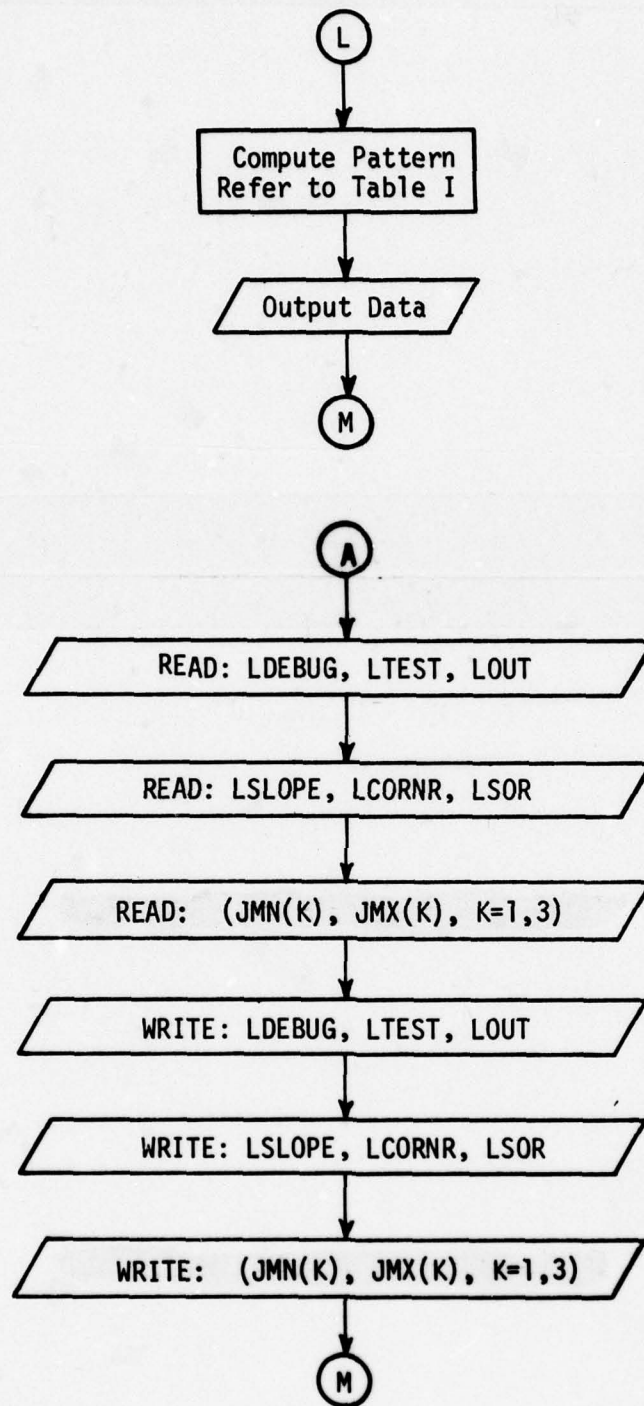 L
Compute Pattern
Refer to Table I
Output Data
M
A
READ: LDEBUG, LTEST, LOUT
READ: LSLOPE, LCORNR, LSOR
READ: (JMN(K), JMX(K), K=1,3)
WRITE: LDEBUG, LTEST, LOUT
WRITE: LSLOPE, LCORNR, LSOR
WRITE: (JMN(K), JMX(K), K=1,3)
M